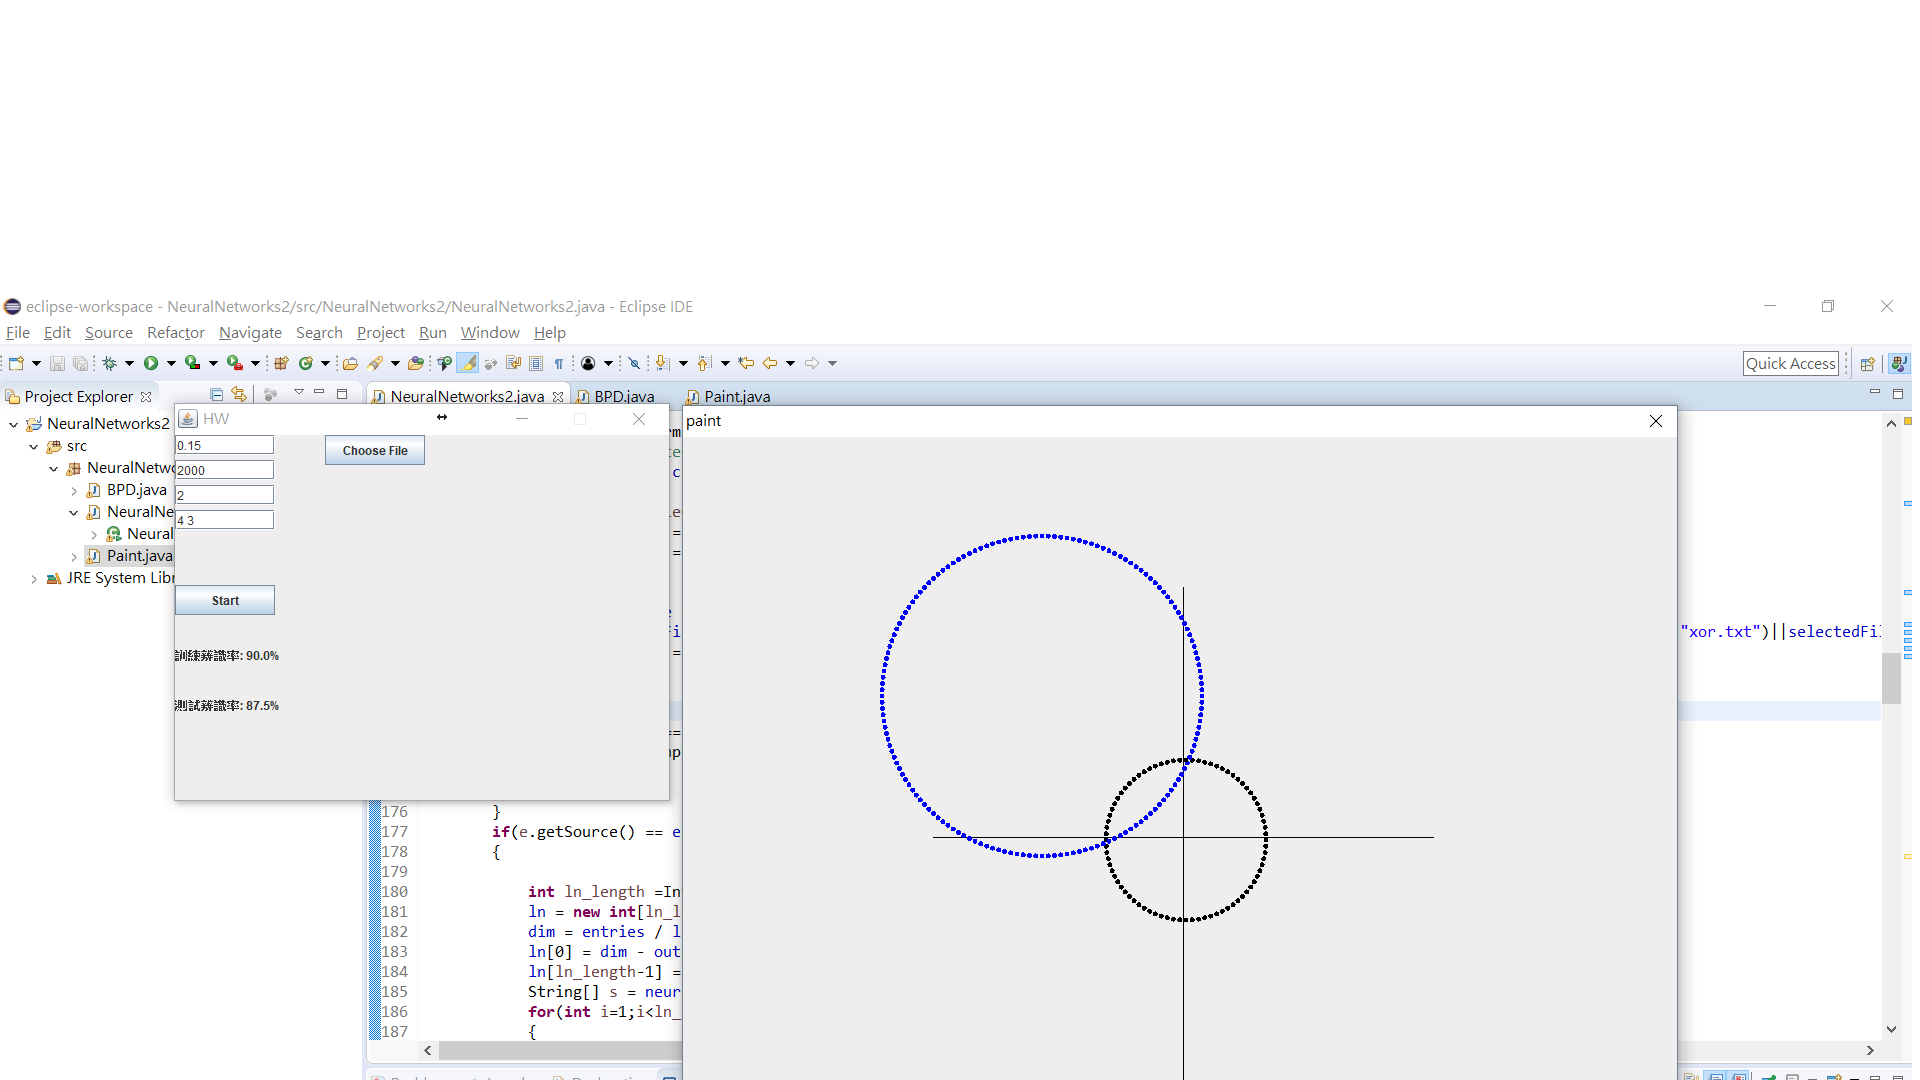 eclipse-workspace - NeuralNetworks2/src/NeuralNetworks2/NeuralNetworks2.java - Eclipse IDE
File Edit Source Refactor Navigate Search Project Run Window Help
Quick Access
Project Explorer
NeuralNetworks2.java
BPD.java
Paint.java
NeuralNetworks2
src
NeuralNetwo
BPD.java
NeuralNe
Neural
Paint.java
JRE System Libr
HW
0.15
Choose File
2000
2
4 3
Start
訓練辨識率: 90.0%
測試辨識率: 87.5%
paint
"xor.txt")||selectedFil
176 }
177 if(e.getSource() == e
178 {
179
180 int ln_length =In
181 ln = new int[ln_l
182 dim = entries / l
183 ln[0] = dim - out
184 ln[ln_length-1] =
185 String[] s = neur
186 for(int i=1;i<ln_
187 {